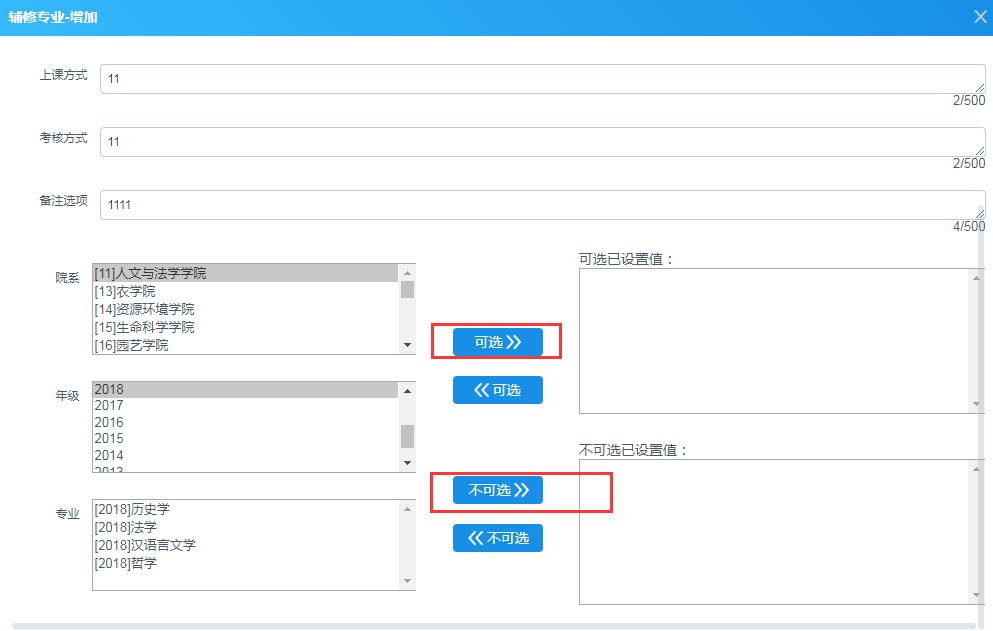 辅修专业-增加
上课方式
11
2/500
考核方式
11
2/500
备注选项
1111
4/500
院系
[11]人文与法学学院
[13]农学院
[14]资源环境学院
[15]生命科学学院
[16]园艺学院
年级
2018
2017
2016
2015
2014
2013
专业
[2018]历史学
[2018]法学
[2018]汉语言文学
[2018]哲学
可选
可选
不可选
不可选
可选已设置值：
不可选已设置值：